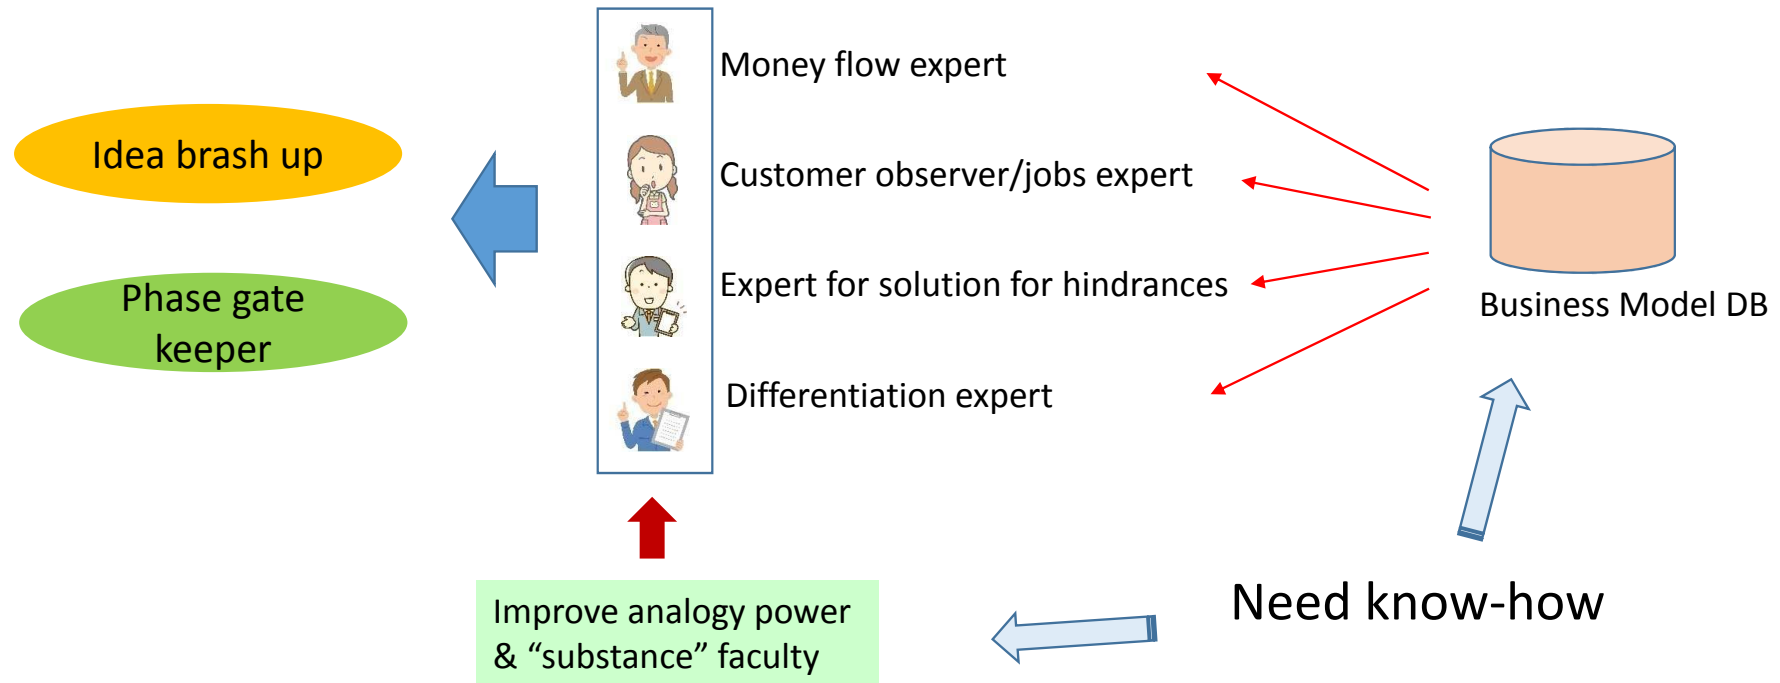 Money flow expert
Idea brash up
Customer observer/jobs expert
Phase gate
keeper
Expert for solution for hindrances
Business Model DB
Differentiation expert
Improve analogy power
& “substance” faculty
Need know-how